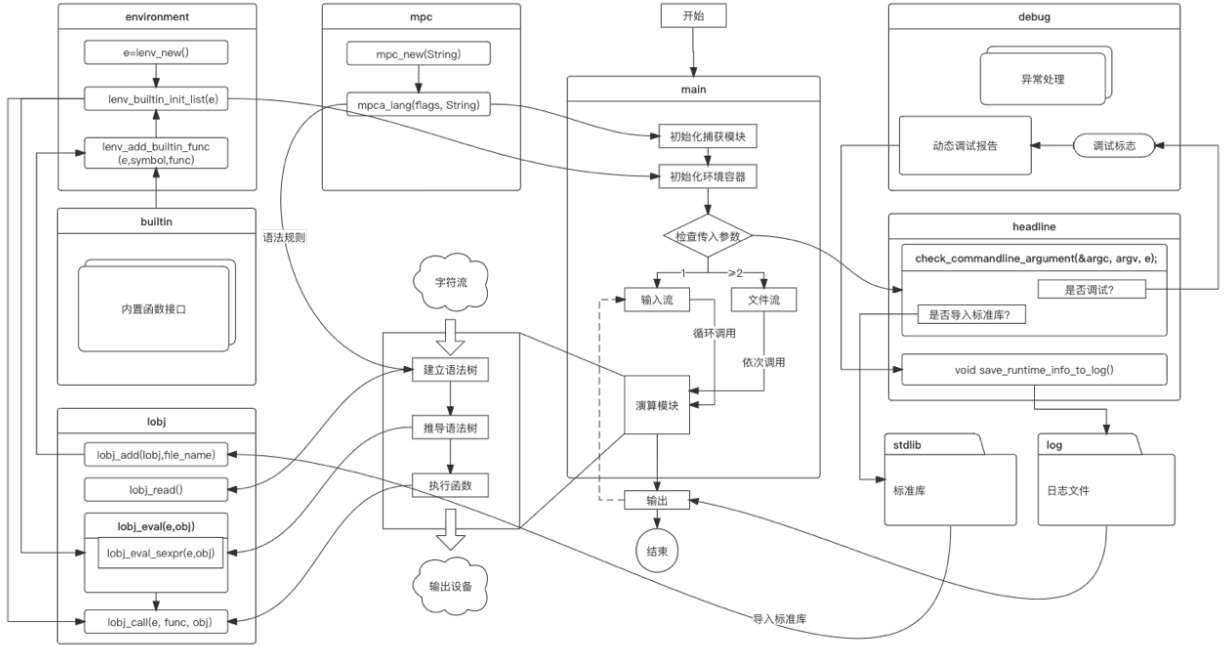 environment
e=lenv_new()
lenv_builtin_init_list(e)
lenv_add_builtin_func
(e,symbol,func)
builtin
内置函数接口
lobj
lobj_add(lobj,file_name)
lobj_read()
lobj_eval(e,obj)
lobj_eval_sexpr(e,obj)
lobj_call(e, func, obj)
mpc
mpc_new(String)
mpca_lang(flags, String)
语法规则
字符流
建立语法树
推导语法树
执行函数
输出设备
开始
main
初始化捕获模块
初始化环境容器
检查传入参数
1
≥2
输入流
文件流
循环调用
依次调用
演算模块
输出
结束
导入标准库
debug
异常处理
动态调试报告
调试标志
headline
check_commandline_argument(&argc, argv, e);
是否调试?
是否导入标准库?
void save_runtime_info_to_log()
stdlib
标准库
log
日志文件